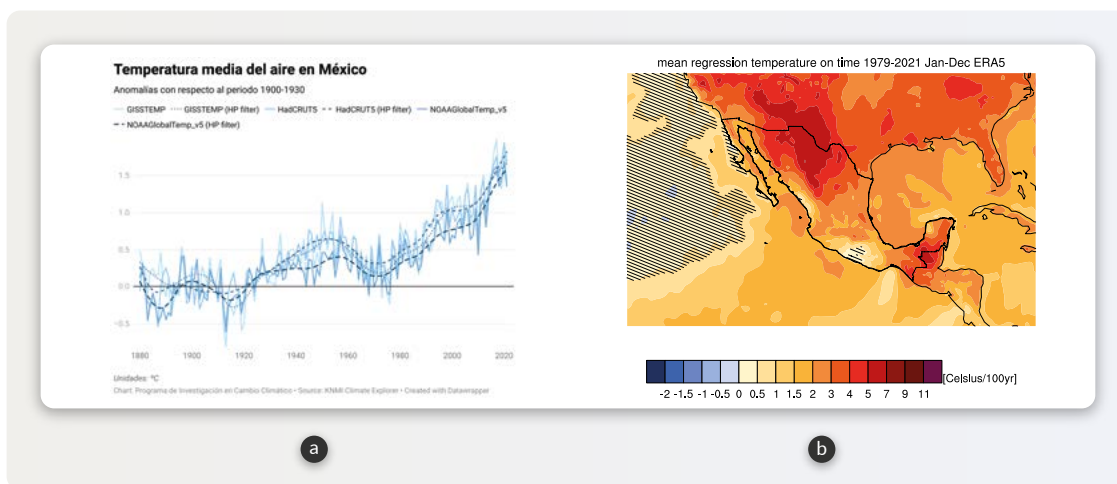 Temperatura media del aire en México
Anomalías con respecto al periodo 1900-1930
GISSTEMP GISSTEMP (HP filter) HadCRUT5 HadCRUT5 (HP filter) NOAAGlobalTemp_v5
NOAAGlobalTemp_v5 (HP filter)
1.5
1.0
0.5
0.0
-0.5
1880 1900 1920 1940 1960 1980 2000 2020
Unidades: ºC
Chart: Programa de Investigación en Cambio Climático • Source: KNMI Climate Explorer • Created with Datawrapper
a
mean regression temperature on time 1979-2021 Jan-Dec ERA5
[Celsius/100yr]
-2 -1.5 -1 -0.5 0 0.5 1 1.5 2 3 4 5 7 9 11
b